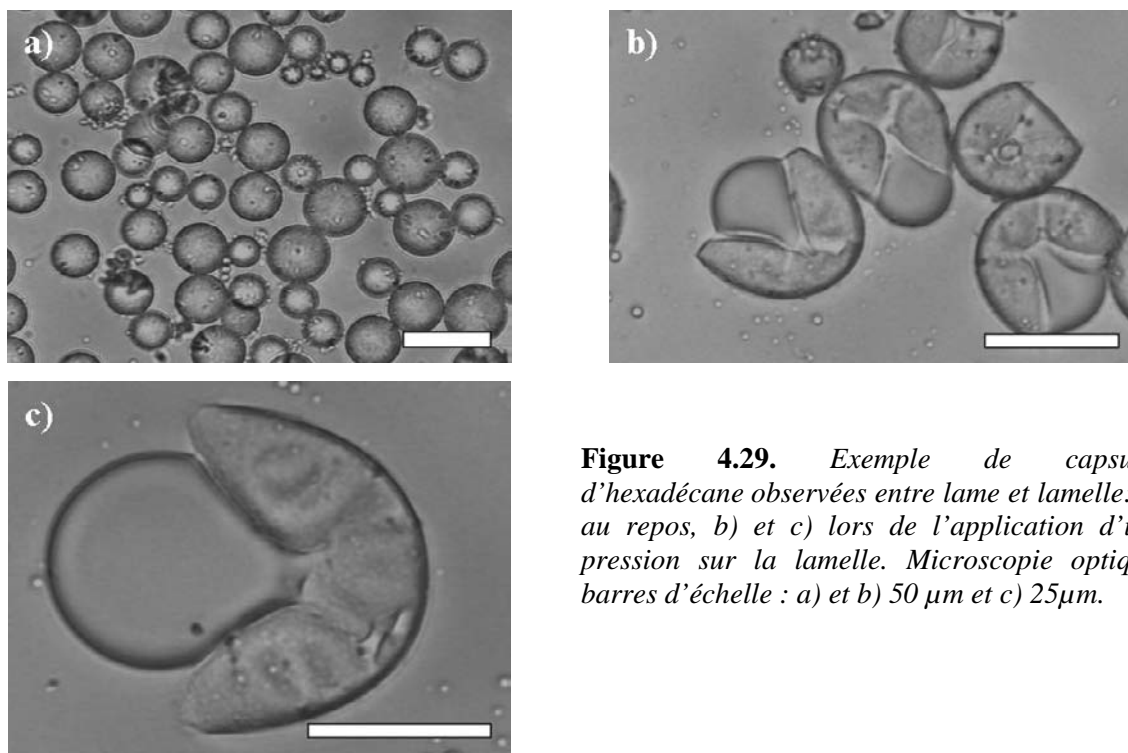 a)
b)
c)
Figure 4.29. Exemple de capsu
d'hexadécane observées entre lame et lamelle.
au repos, b) et c) lors de l'application d'u
pression sur la lamelle. Microscopie optiq
barres d'échelle : a) et b) 50 µm et c) 25µm.